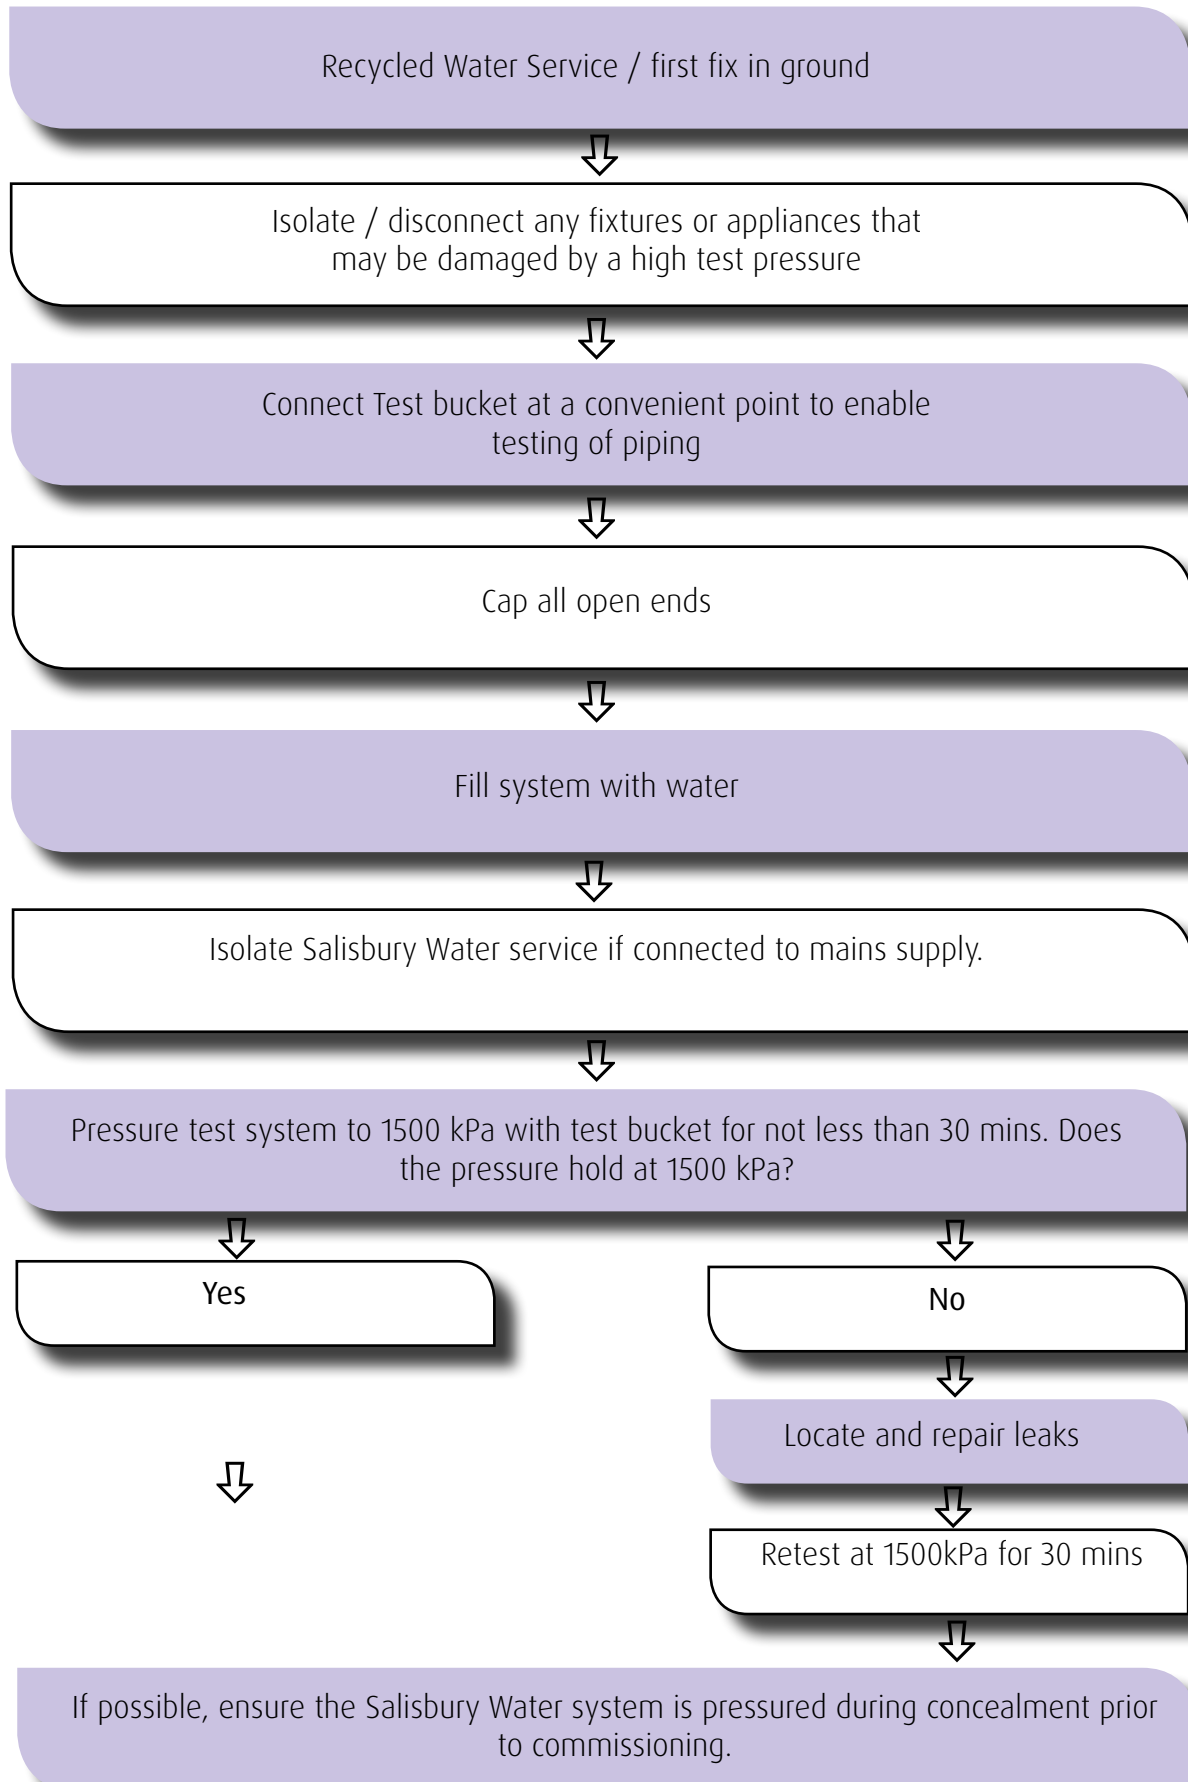 Recycled Water Service / first fix in ground
Isolate / disconnect any fixtures or appliances that
may be damaged by a high test pressure
Connect Test bucket at a convenient point to enable
testing of piping
Cap all open ends
Fill system with water
Isolate Salisbury Water service if connected to mains supply.
Pressure test system to 1500 kPa with test bucket for not less than 30 mins. Does
the pressure hold at 1500 kPa?
Yes
No
Locate and repair leaks
Retest at 1500kPa for 30 mins
If possible, ensure the Salisbury Water system is pressured during concealment prior
to commissioning.